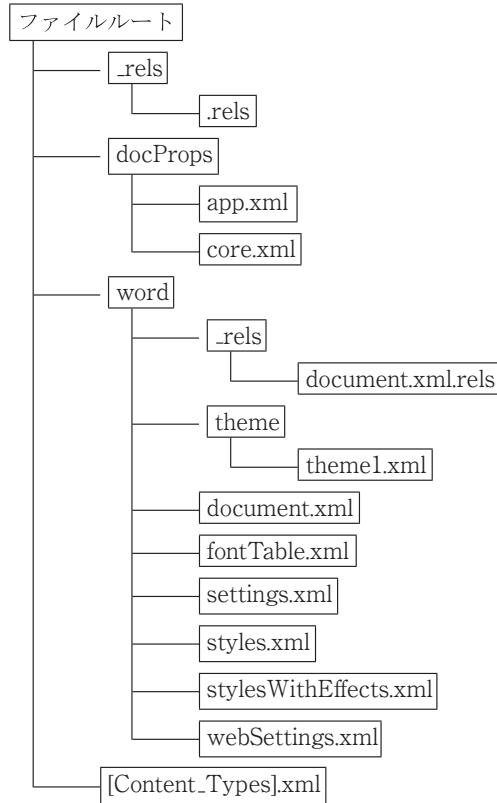 ファイルルート
_rels
.rels
docProps
app.xml
core.xml
word
_rels
document.xml.rels
theme
theme1.xml
document.xml
fontTable.xml
settings.xml
styles.xml
stylesWithEffects.xml
webSettings.xml
[Content_Types].xml